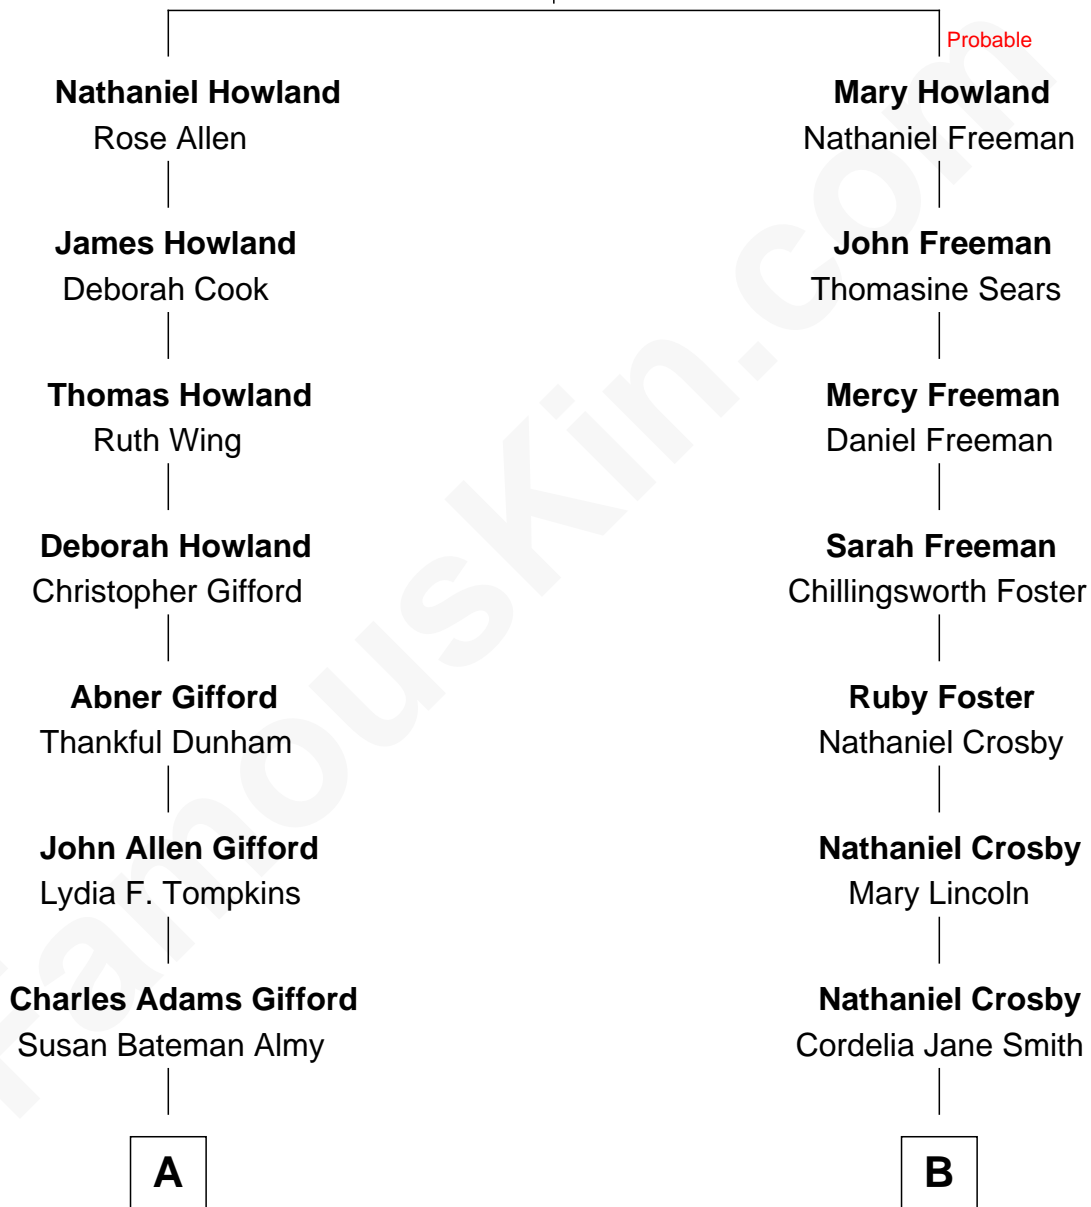 Probable
Nathaniel Howland
Rose Allen
Mary Howland
Nathaniel Freeman
James Howland
Deborah Cook
John Freeman
Thomasine Sears
Thomas Howland
Ruth Wing
Mercy Freeman
Daniel Freeman
Deborah Howland
Christopher Gifford
Sarah Freeman
Chillingsworth Foster
Abner Gifford
Thankful Dunham
Ruby Foster
Nathaniel Crosby
John Allen Gifford
Lydia F. Tompkins
Nathaniel Crosby
Mary Lincoln
Charles Adams Gifford
Susan Bateman Almy
Nathaniel Crosby
Cordelia Jane Smith
A
B
FamousKin.com